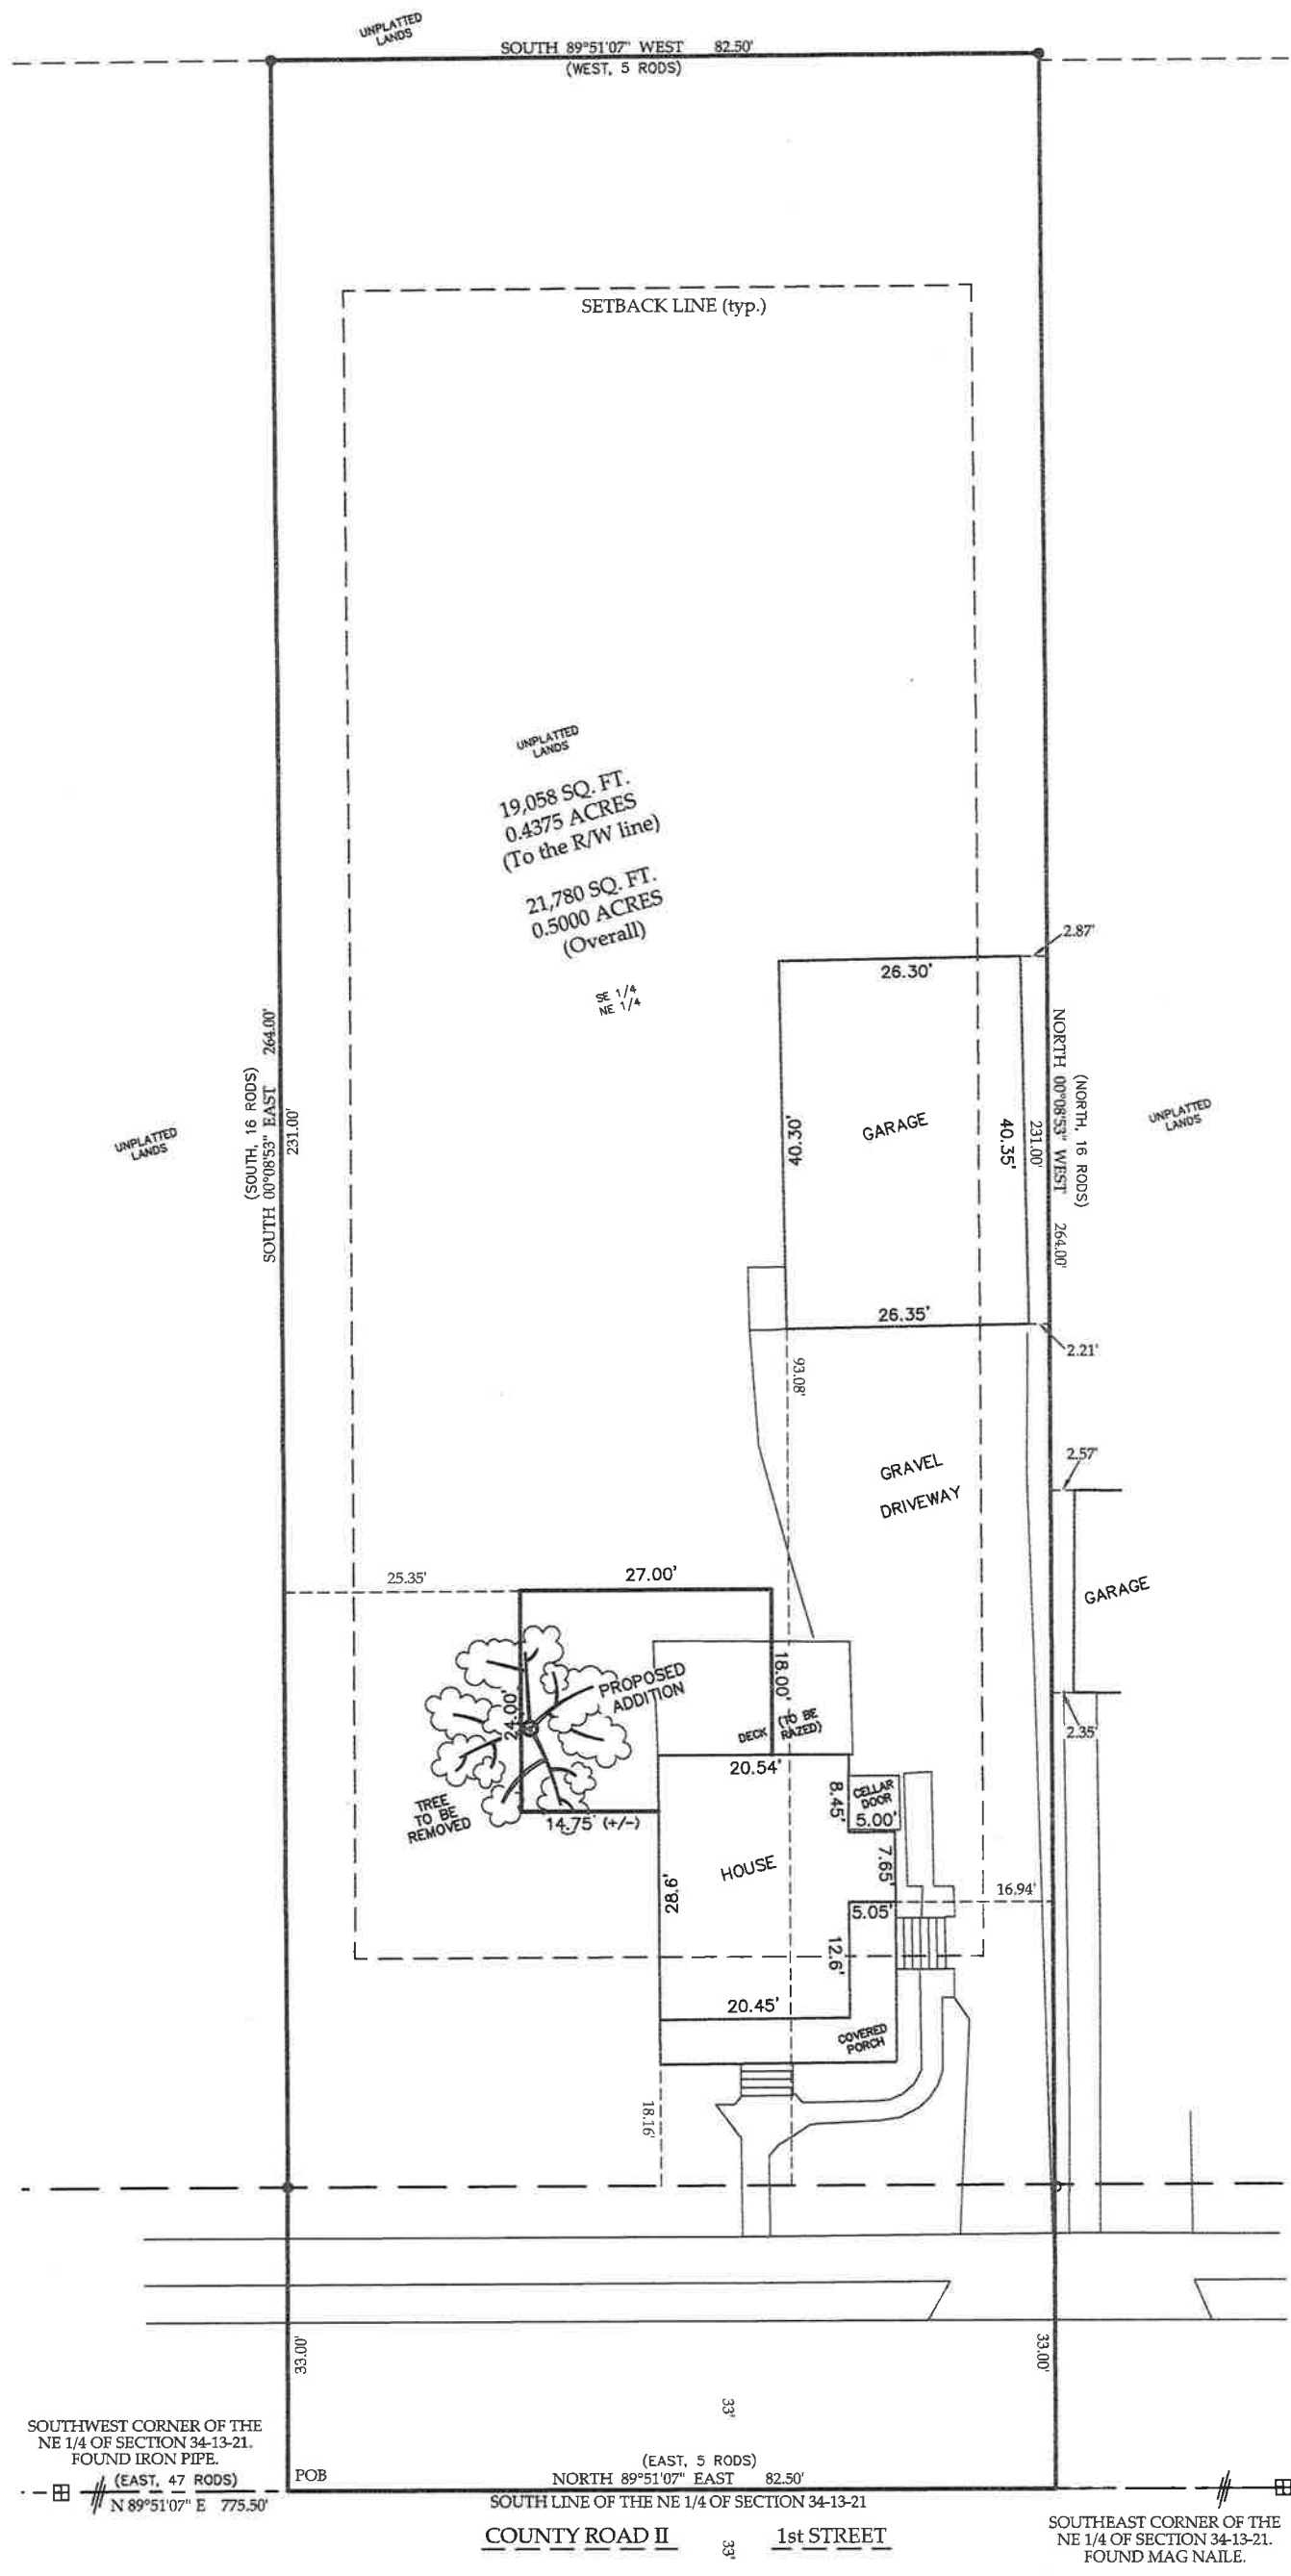 UNPLATTED
LANDS
SOUTH 89°51'07" WEST 82.50'
(WEST, 5 RODS)
SETBACK LINE (typ.)
UNPLATTED
LANDS
19,058 SQ. FT.
0.4375 ACRES
(To the R/W line)
21,780 SQ. FT.
0.5000 ACRES
(Overall)
SE 1/4
NE 1/4
2.87'
26.30'
(SOUTH, 16 RODS)
SOUTH 00°08'53" EAST 264.00'
231.00'
UNPLATTED
LANDS
40.30'
GARAGE
40.35'
231.00'
NORTH 00°08'53" WEST 264.00'
(NORTH, 16 RODS)
UNPLATTED
LANDS
26.35'
2.21'
93.08'
GRAVEL
DRIVEWAY
2.57'
GARAGE
2.35'
25.35'
27.00'
PROPOSED
ADDITION
24.00'
18.00'
DECK (TO BE
RAZED)
TREE
TO BE
REMOVED
14.75' (+/-)
20.54'
8.45'
CELLAR
DOOR
5.00'
HOUSE
28.6'
7.65'
16.94'
5.05'
12.6'
20.45'
COVERED
PORCH
18.16'
33.00'
33.00'
33'
SOUTHWEST CORNER OF THE
NE 1/4 OF SECTION 34-13-21.
FOUND IRON PIPE.
(EAST, 47 RODS)
N 89°51'07" E 775.50'
POB
(EAST, 5 RODS)
NORTH 89°51'07" EAST 82.50'
SOUTH LINE OF THE NE 1/4 OF SECTION 34-13-21
COUNTY ROAD II 33' 1st STREET
SOUTHEAST CORNER OF THE
NE 1/4 OF SECTION 34-13-21.
FOUND MAG NAILE.